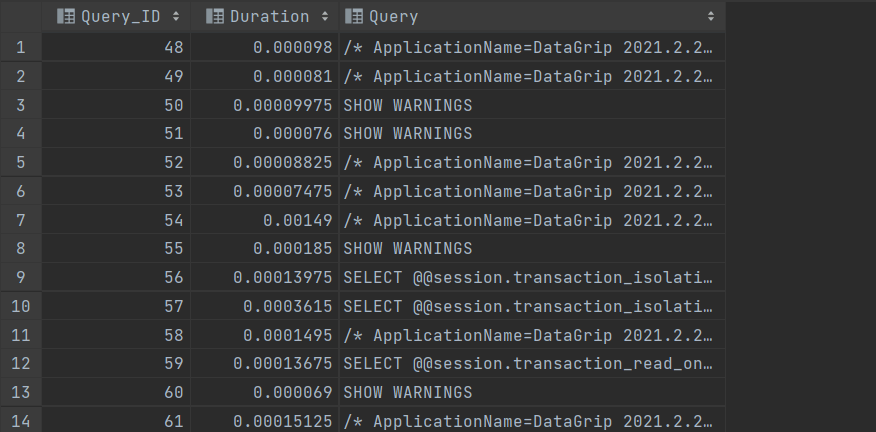 Query_ID Duration Query
1 48 0.000098 /* ApplicationName=DataGrip 2021.2.2…
2 49 0.000081 /* ApplicationName=DataGrip 2021.2.2…
3 50 0.00009975 SHOW WARNINGS
4 51 0.000076 SHOW WARNINGS
5 52 0.00008825 /* ApplicationName=DataGrip 2021.2.2…
6 53 0.00007475 /* ApplicationName=DataGrip 2021.2.2…
7 54 0.00149 /* ApplicationName=DataGrip 2021.2.2…
8 55 0.000185 SHOW WARNINGS
9 56 0.00013975 SELECT @@session.transaction_isolati…
10 57 0.0003615 SELECT @@session.transaction_isolati…
11 58 0.0001495 /* ApplicationName=DataGrip 2021.2.2…
12 59 0.00013675 SELECT @@session.transaction_read_on…
13 60 0.000069 SHOW WARNINGS
14 61 0.00015125 /* ApplicationName=DataGrip 2021.2.2…